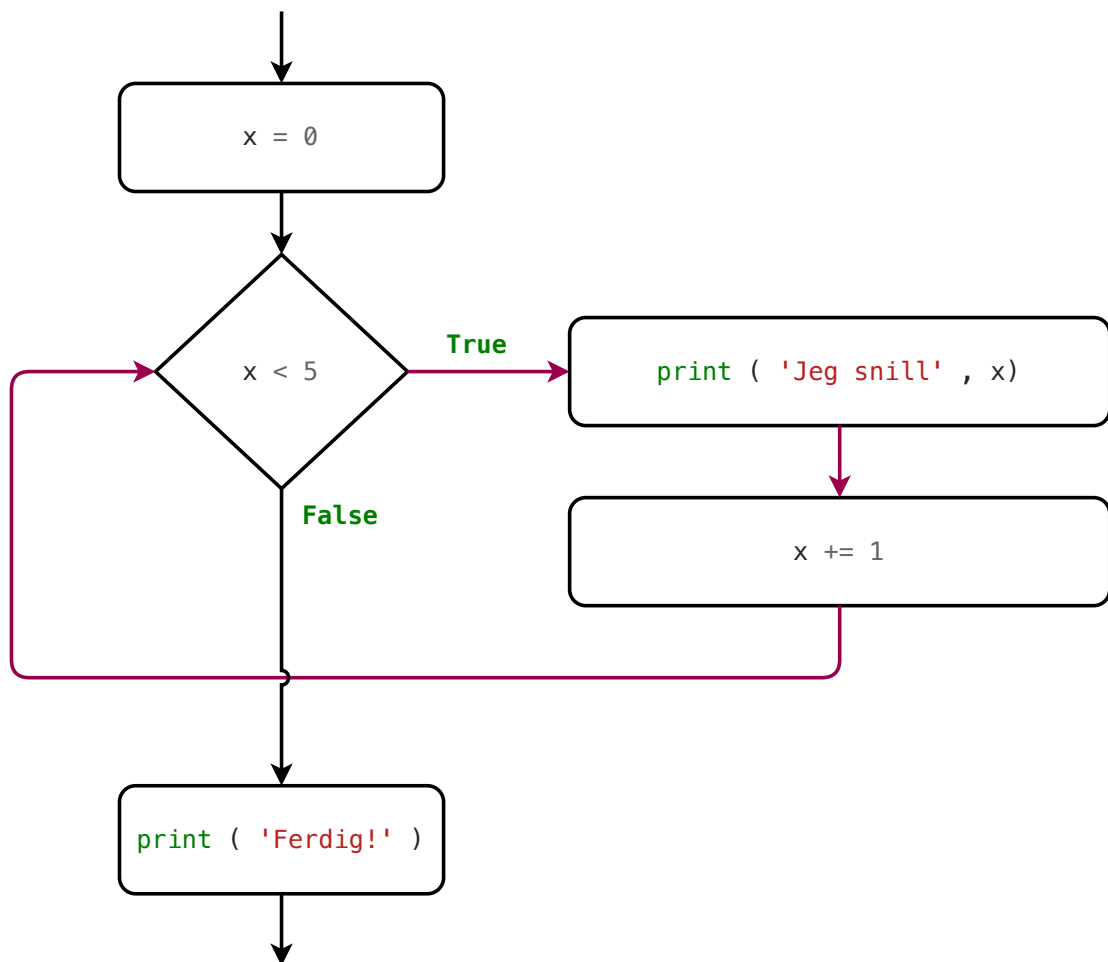 x = 0
x < 5
True
print ( 'Jeg snill' , x)
False
x += 1
print ( 'Ferdig!' )